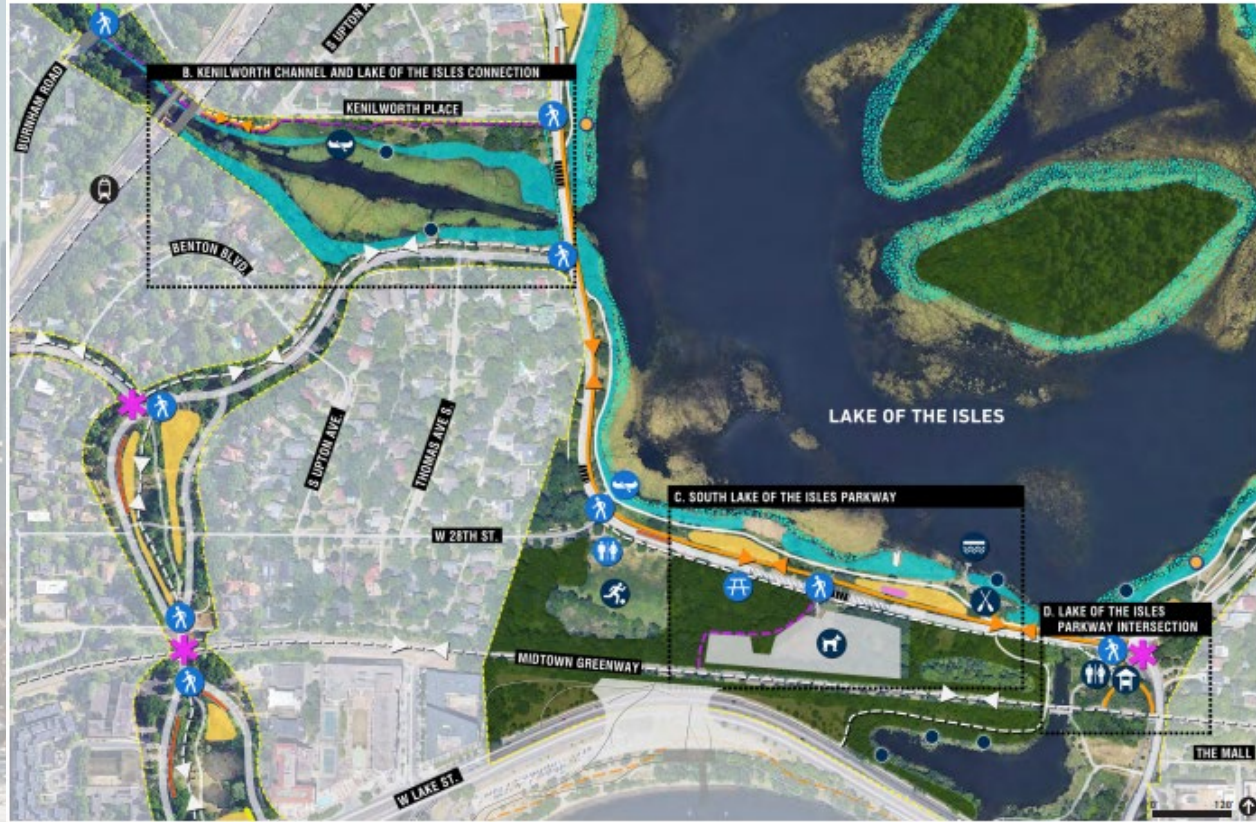 S UPTON A
BURNHAM ROAD
B. KENILWORTH CHANNEL AND LAKE OF THE ISLES CONNECTION
KENILWORTH PLACE
BENTON BLVD.
S UPTON AVE.
THOMAS AVE S.
LAKE OF THE ISLES
C. SOUTH LAKE OF THE ISLES PARKWAY
W 28TH ST.
D. LAKE OF THE ISLES
PARKWAY INTERSECTION
MIDTOWN GREENWAY
THE MALL
W LAKE ST.
0' 120'